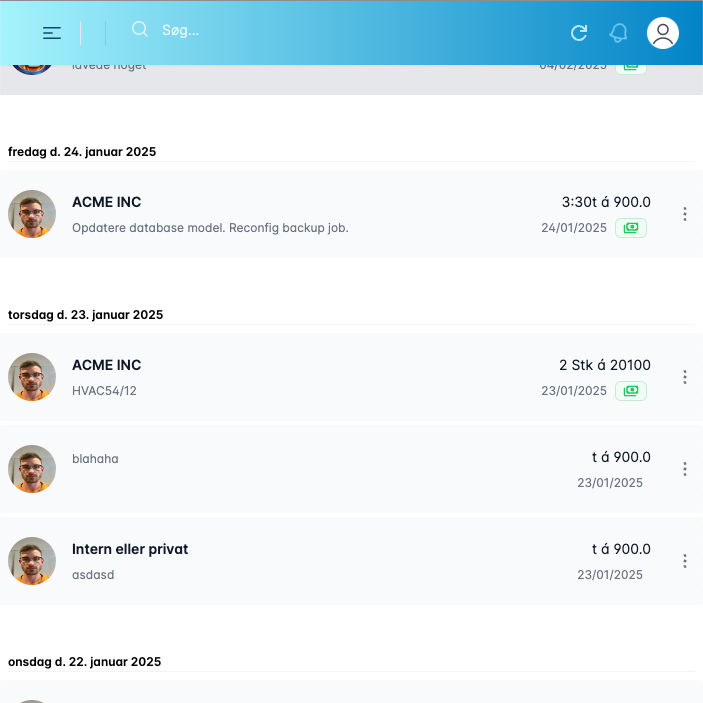 Søg...
lavede noget
04/02/2025
fredag d. 24. januar 2025
ACME INC
3:30t á 900.0
Opdatere database model. Reconfig backup job.
24/01/2025
torsdag d. 23. januar 2025
ACME INC
2 Stk á 20100
HVAC54/12
23/01/2025
blahaha
t á 900.0
23/01/2025
Intern eller privat
t á 900.0
asdasd
23/01/2025
onsdag d. 22. januar 2025